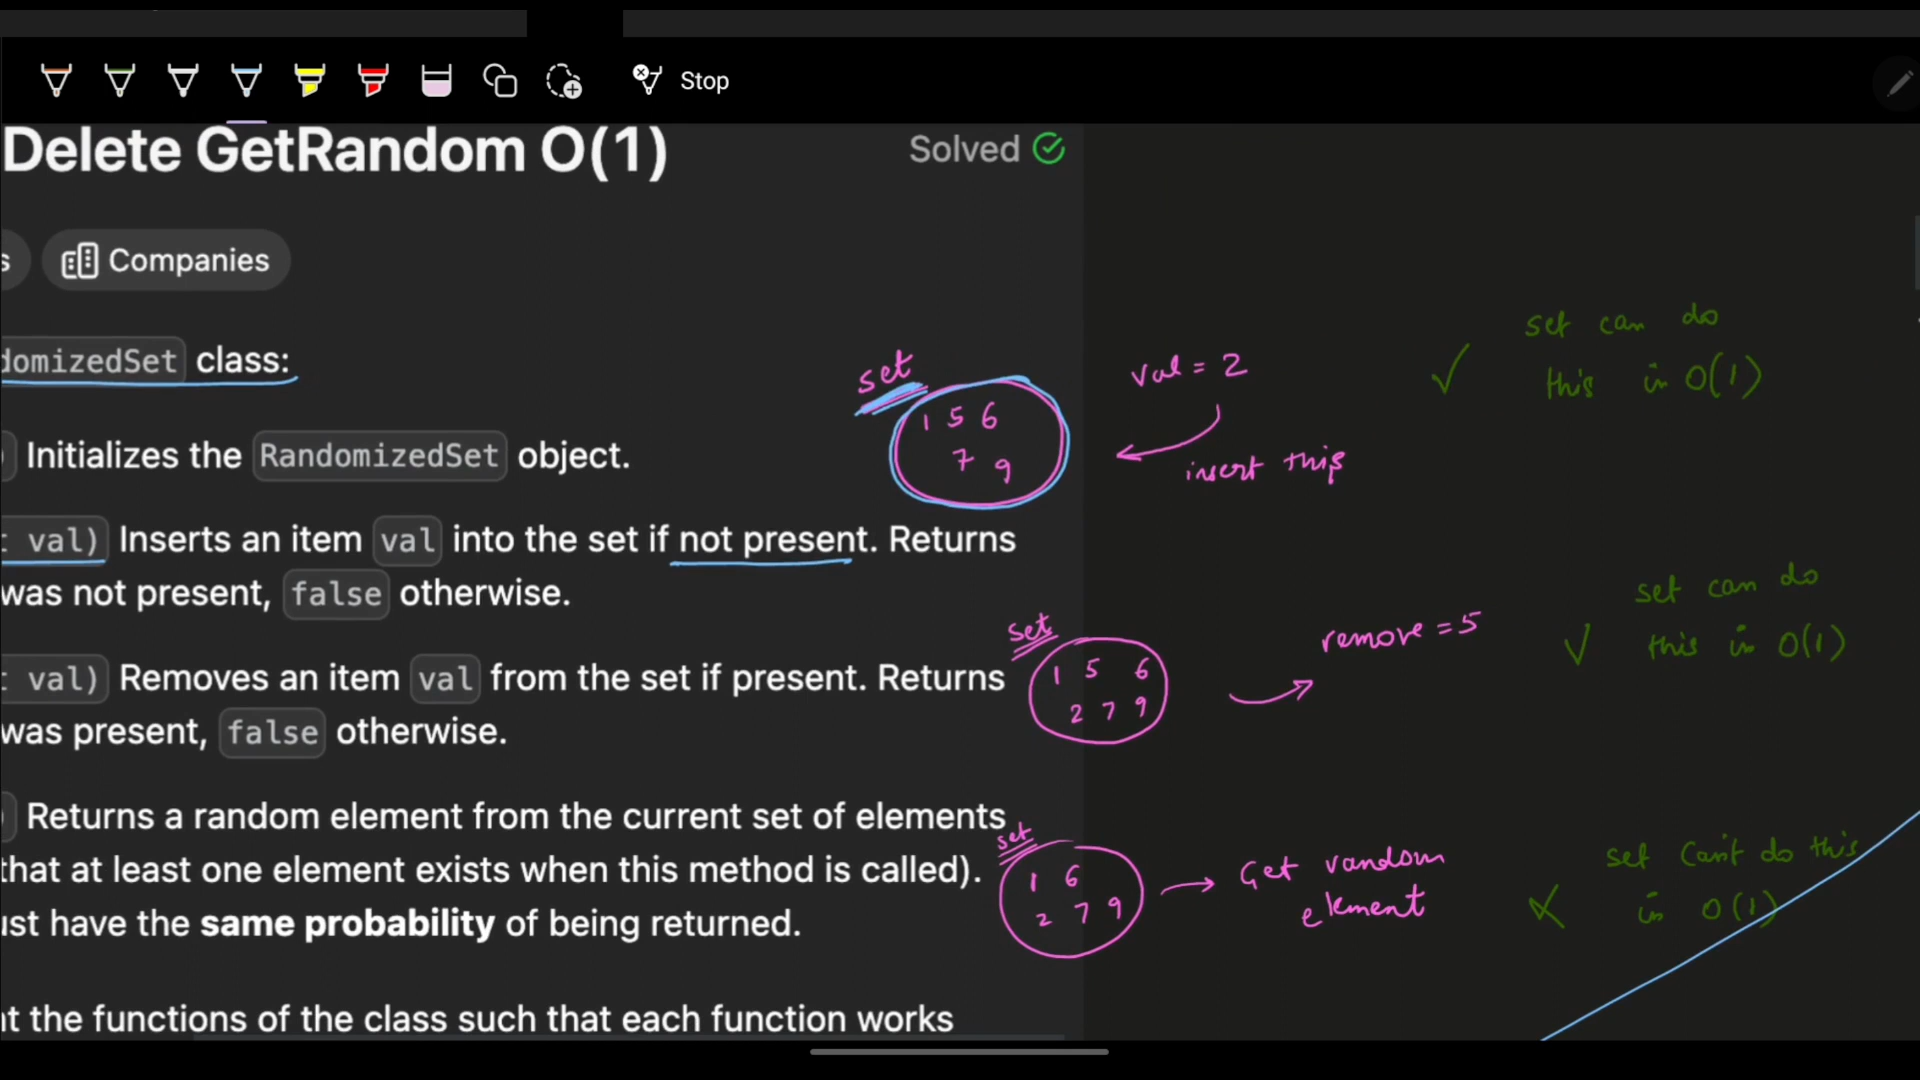 Stop
Delete GetRandom O(1)
Solved
s
Companies
domizedSet class:
Initializes the RandomizedSet object.
t val) Inserts an item val into the set if not present. Returns
was not present, false otherwise.
t val) Removes an item val from the set if present. Returns
was present, false otherwise.
Returns a random element from the current set of elements
that at least one element exists when this method is called).
ust have the same probability of being returned.
nt the functions of the class such that each function works
set
1 5 6
7 9
val = 2
insert this
set can do
this in O(1)
set
1 5 6
2 7 9
remove = 5
set can do
this in O(1)
set
1 6
2 7 9
Get random
element
set Can't do this
in O(1)